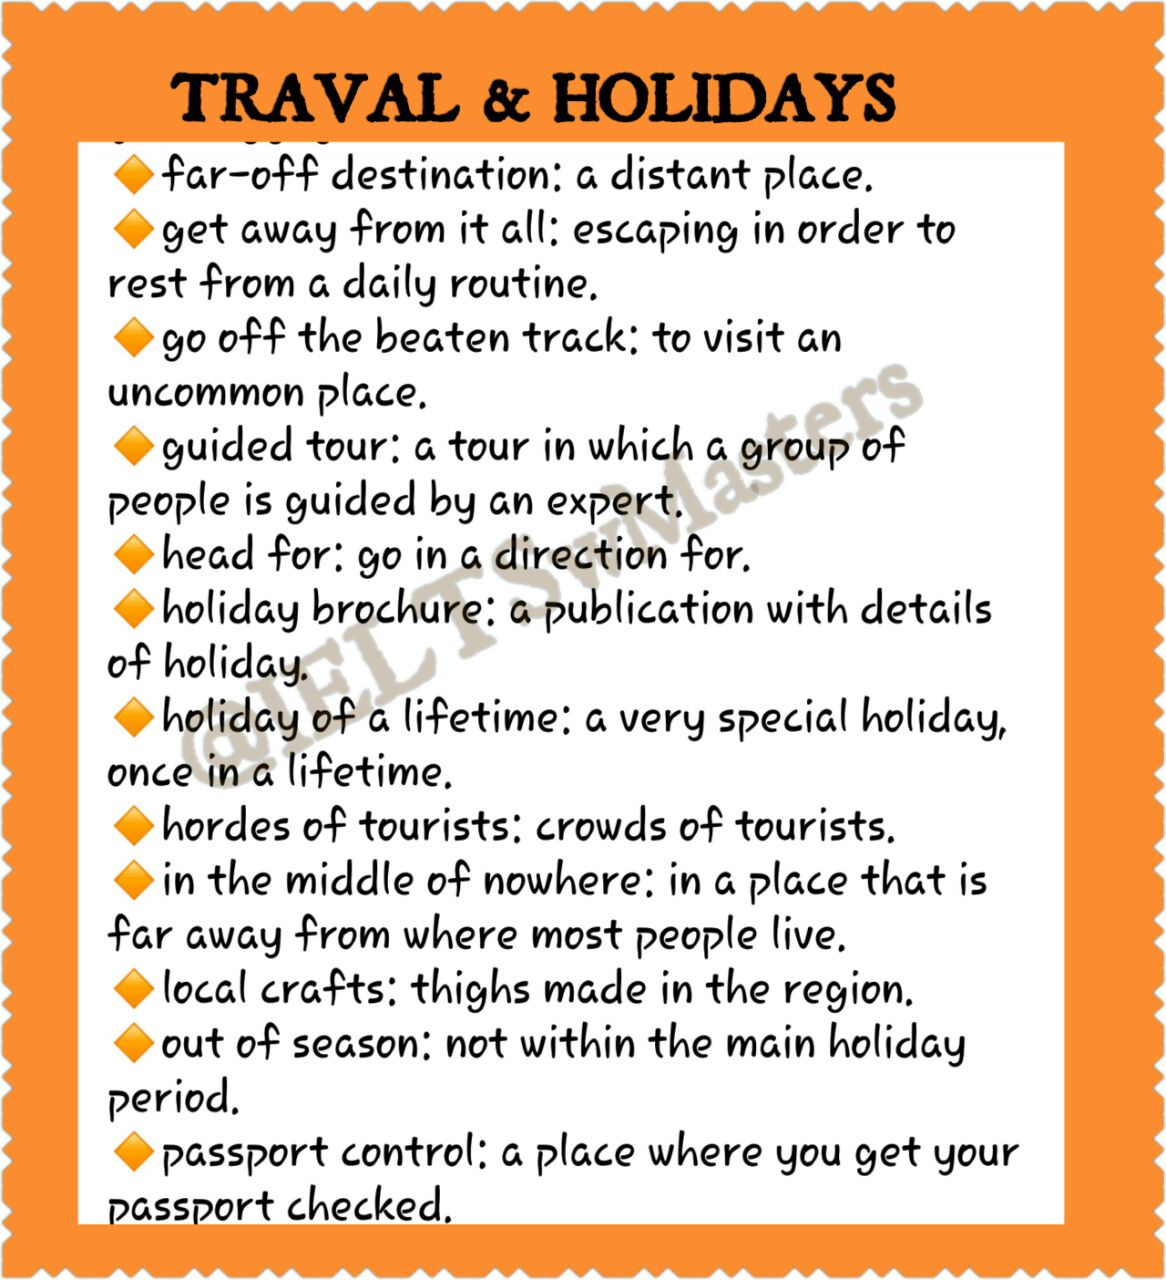 TRAVAL & HOLIDAYS
🔶far-off destination: a distant place.
🔶get away from it all: escaping in order to
rest from a daily routine.
🔶go off the beaten track: to visit an
uncommon place.
🔶guided tour: a tour in which a group of
people is guided by an expert.
🔶head for: go in a direction for.
🔶holiday brochure: a publication with details
of holiday.
🔶holiday of a lifetime: a very special holiday,
once in a lifetime.
🔶hordes of tourists: crowds of tourists.
🔶in the middle of nowhere: in a place that is
far away from where most people live.
🔶local crafts: thighs made in the region.
🔶out of season: not within the main holiday
period.
🔶passport control: a place where you get your
passport checked.
@IELTSwMasters